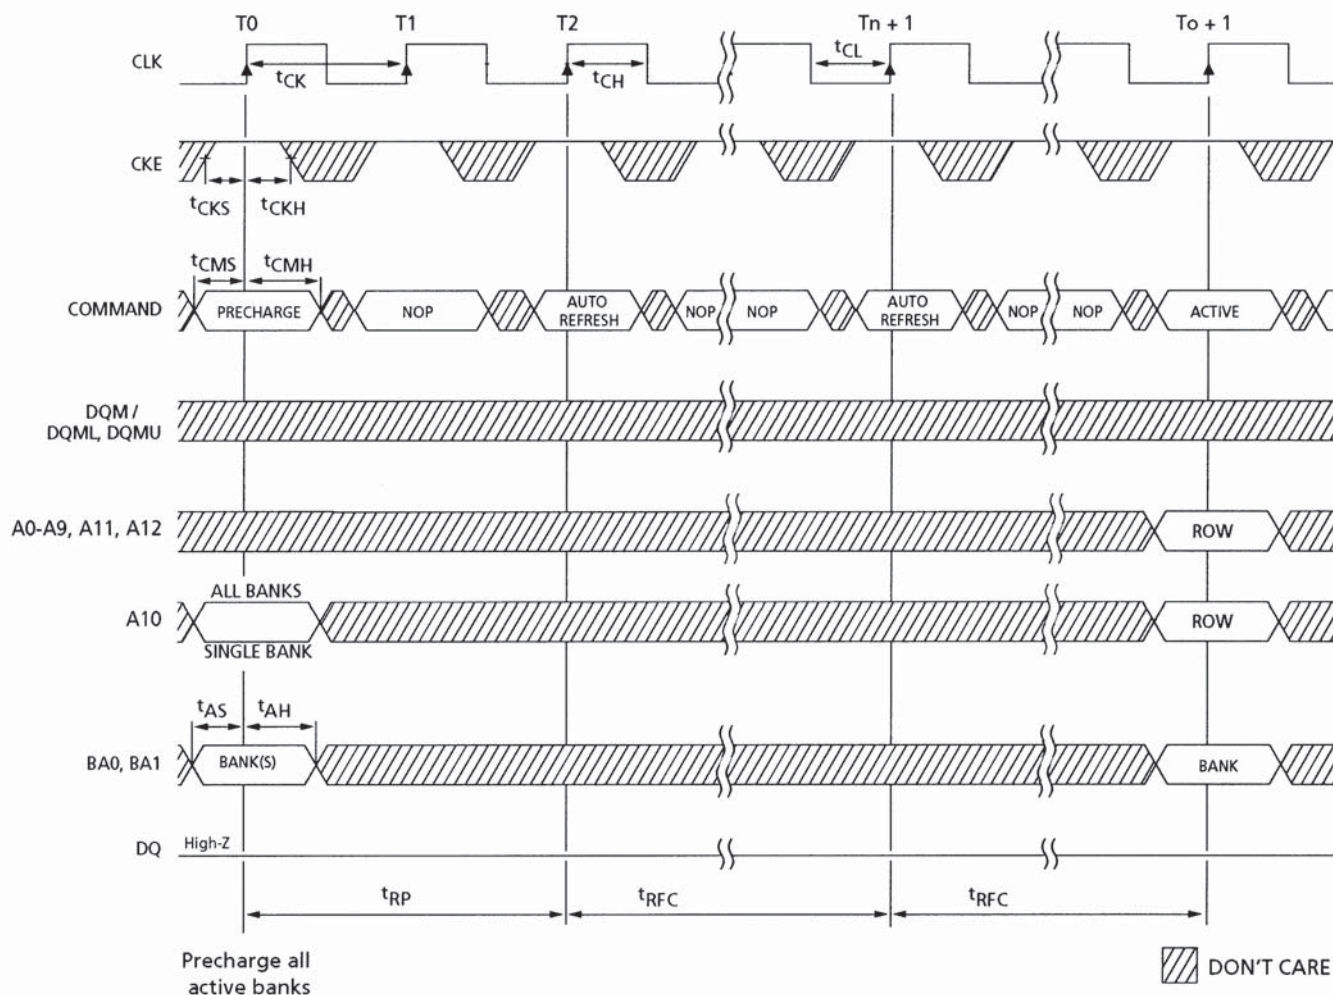 T0 T1 T2 Tn + 1 To + 1
CLK
tCK tCH tCL
CKE
tCKS tCKH
tCMS tCMH
COMMAND PRECHARGE NOP AUTO REFRESH NOP NOP AUTO REFRESH NOP NOP ACTIVE
DQM /
DQML, DQMU
A0-A9, A11, A12 ROW
ALL BANKS
A10 ROW
SINGLE BANK
tAS tAH
BA0, BA1 BANK(S) BANK
DQ High-Z
tRP tRFC tRFC
Precharge all
active banks
DON'T CARE